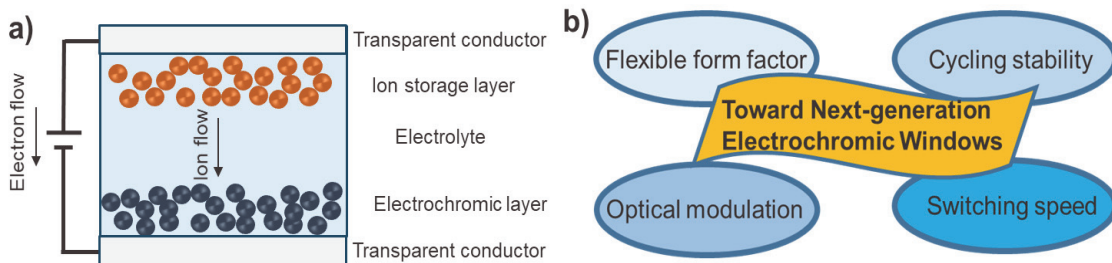 a)
Transparent conductor
Ion storage layer
Electrolyte
Electrochromic layer
Transparent conductor
Electron flow
Ion flow
b)
Flexible form factor
Cycling stability
Toward Next-generation
Electrochromic Windows
Optical modulation
Switching speed